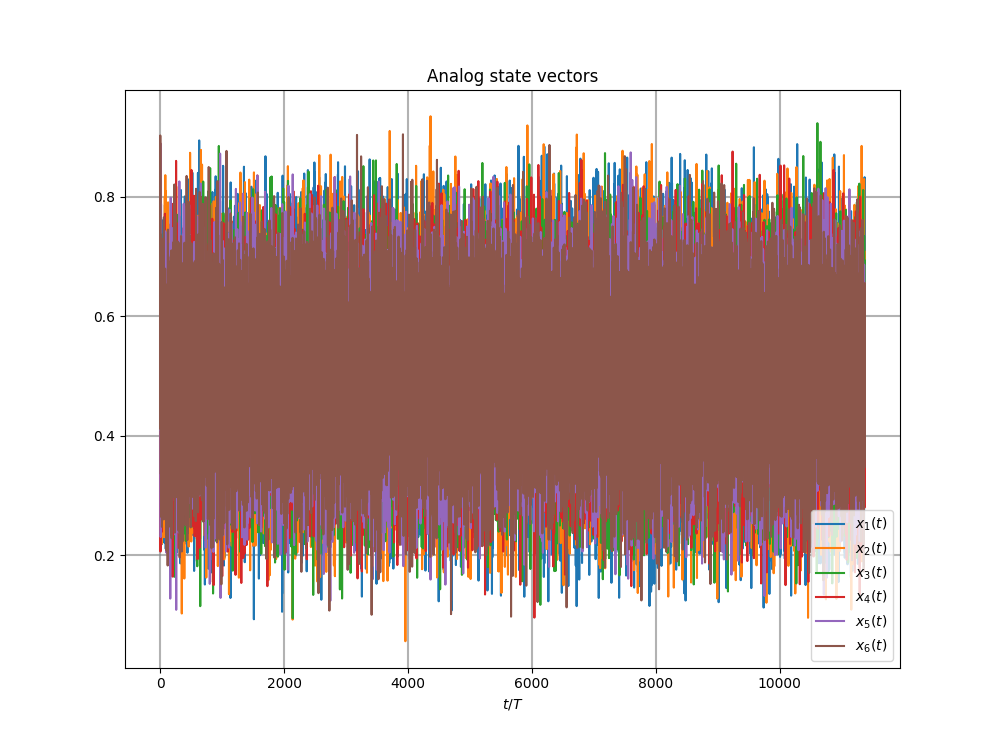 Analog state vectors
0.8
0.6
0.4
0.2
0 2000 4000 6000 8000 10000
t/T
x₁(t)
x₂(t)
x₃(t)
x₄(t)
x₅(t)
x₆(t)